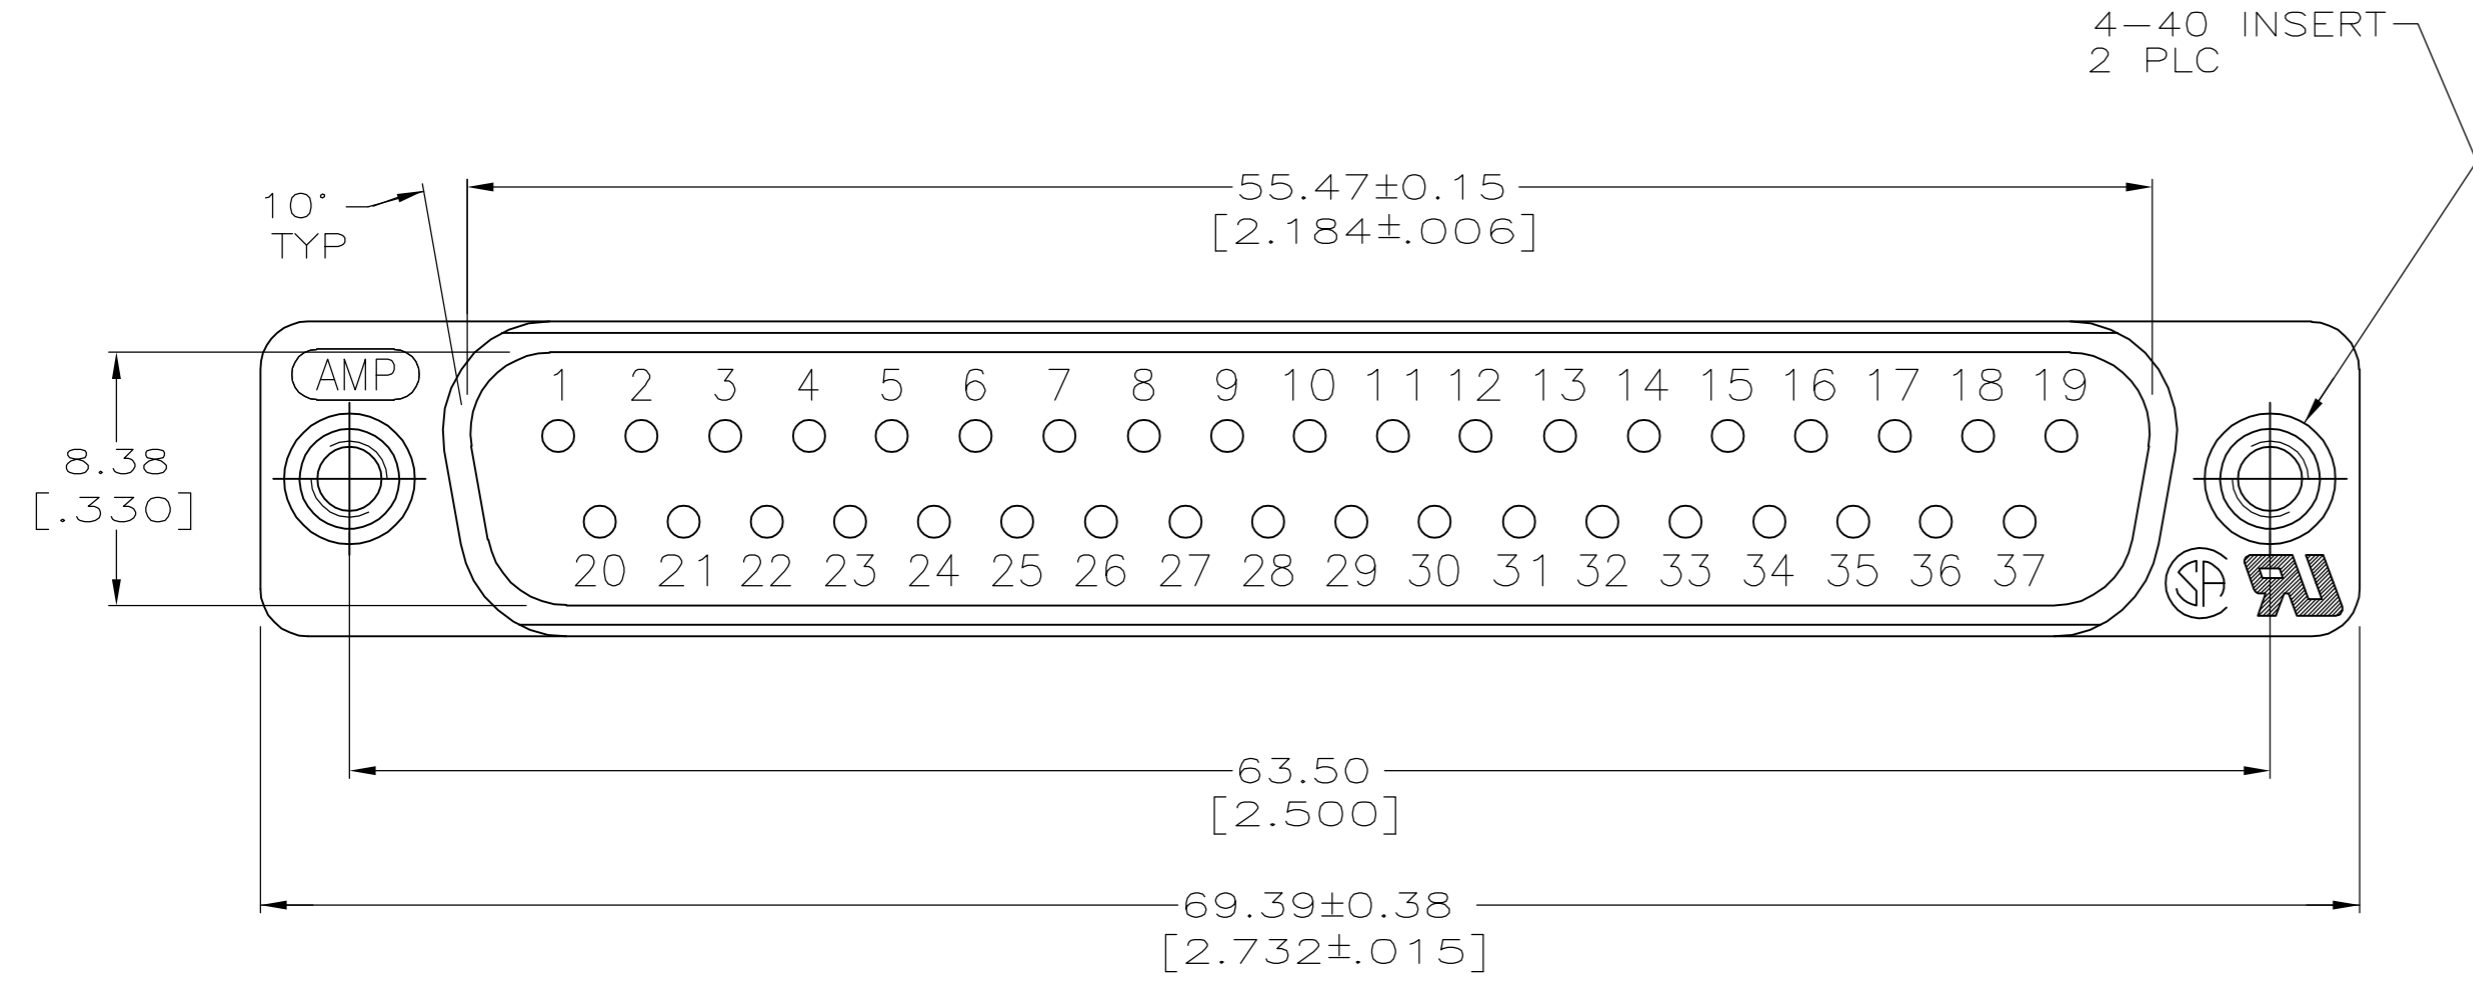 4-40 INSERT
2 PLC
55.47±0.15
[2.184±.006]
10°
TYP
AMP
1 2 3 4 5 6 7 8 9 10 11 12 13 14 15 16 17 18 19
8.38
[.330]
20 21 22 23 24 25 26 27 28 29 30 31 32 33 34 35 36 37
63.50
[2.500]
69.39±0.38
[2.732±.015]